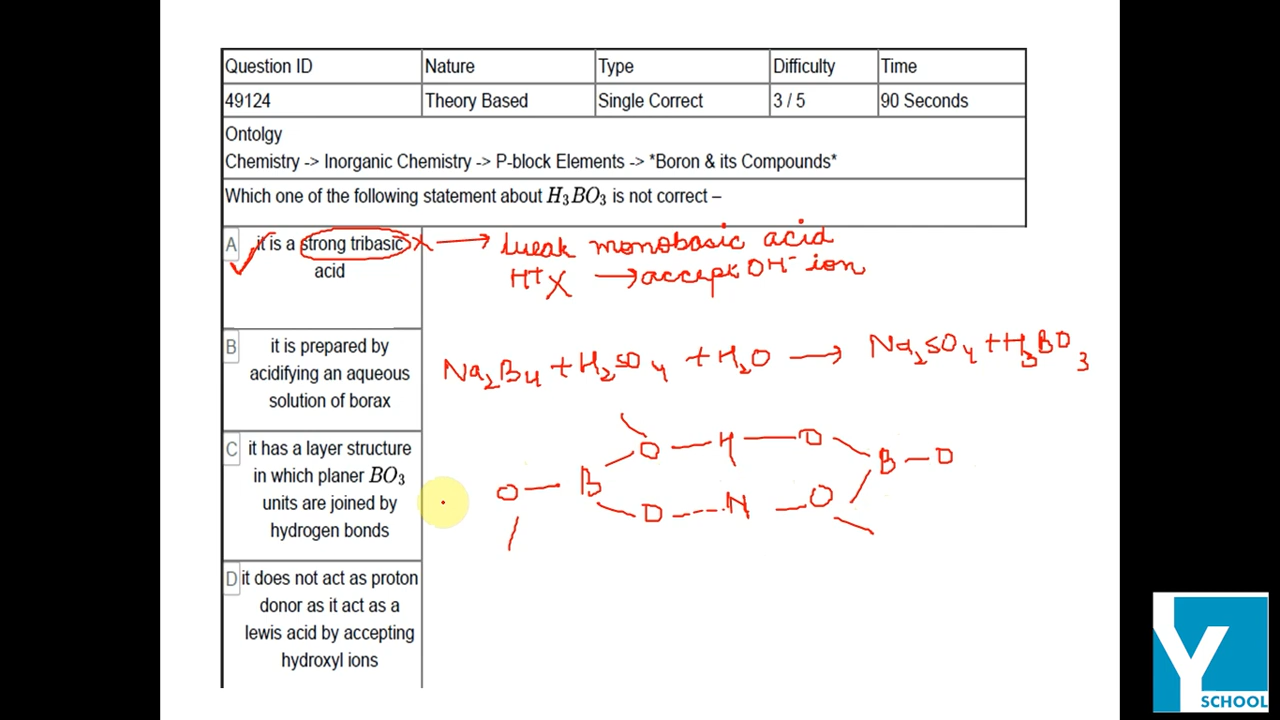 Question ID Nature Type Difficulty Time
49124 Theory Based Single Correct 3 / 5 90 Seconds
Ontolgy
Chemistry -> Inorganic Chemistry -> P-block Elements -> *Boron & its Compounds*
Which one of the following statement about H₃BO₃ is not correct –
A it is a strong tribasic
acid
X → weak monobasic acid
H⁺ X → accept OH⁻ ion
B it is prepared by
acidifying an aqueous
solution of borax
Na₂B4 + H₂SO₄ + H₂O → Na₂SO₄ + H₃BO₃
C it has a layer structure
in which planer BO₃
units are joined by
hydrogen bonds
O — H — O B — O
O — B
O --- H — O
D it does not act as proton
donor as it act as a
lewis acid by accepting
hydroxyl ions
Y SCHOOL